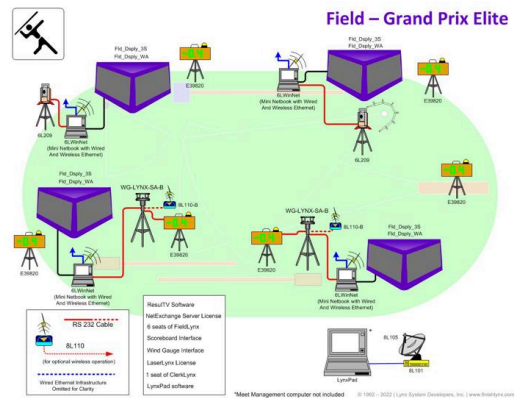 Field – Grand Prix Elite
Fld_Dsply_3S
Fld_Dsply_WA
E39820
6L209
6LWinNet
(Mini Netbook with Wired
And Wireless Ethernet)
E39820
6LWinNet
(Mini Netbook with Wired
And Wireless Ethernet)
Fld_Dsply_3S
Fld_Dsply_WA
E39820
6L209
E39820
Fld_Dsply_3S
Fld_Dsply_WA
WG-LYNX-SA-B
8L110-B
E39820
E39820
6LWinNet
(Mini Netbook with Wired
And Wireless Ethernet)
WG-LYNX-SA-B
8L110-B
E39820
Fld_Dsply_3S
Fld_Dsply_WA
6LWinNet
(Mini Netbook with Wired
And Wireless Ethernet)
RS 232 Cable
8L110
(for optional wireless operation)
Wired Ethernet Infrastructure
Omitted for Clarity
ResulTV Software
NetExchange Server License
6 seats of FieldLynx
Scoreboard Interface
Wind Gauge Interface
LaserLynx License
1 seat of ClerkLynx
LynxPad software
*
LynxPad
8L105
8L101
*Meet Management computer not included
© 1992 – 2022 | Lynx System Developers, Inc. | www.finishlynx.com